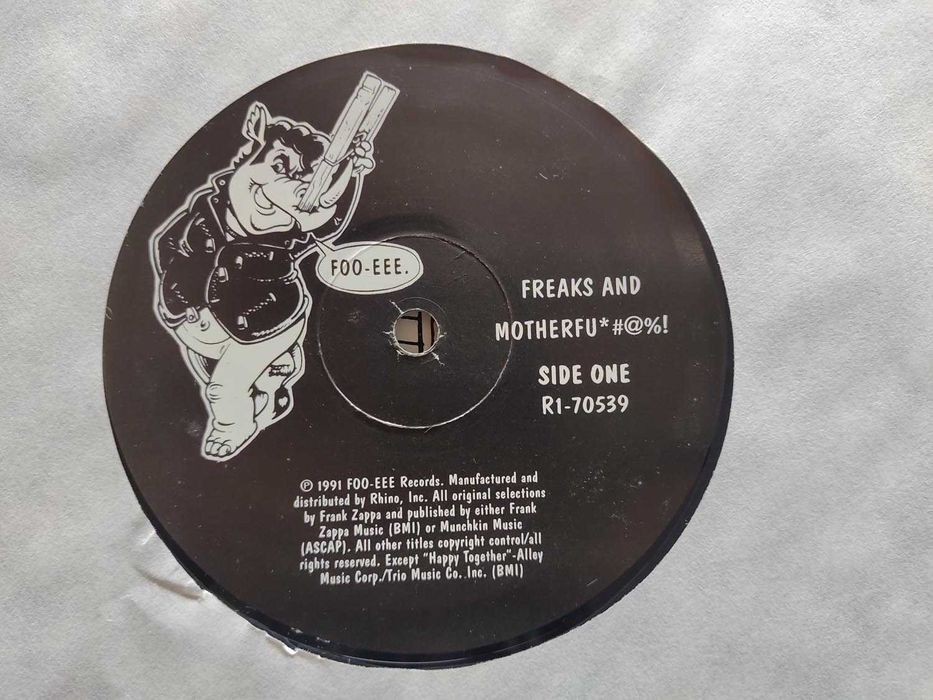 FOO-EEE.
FREAKS AND
MOTHERFU*#@%!
SIDE ONE
R1-70539
℗ 1991 FOO-EEE Records. Manufactured and
distributed by Rhino, Inc. All original selections
by Frank Zappa and published by either Frank
Zappa Music (BMI) or Munchkin Music
(ASCAP). All other titles copyright control/all
rights reserved. Except "Happy Together"-Alley
Music Corp./Trio Music Co. Inc. (BMI)